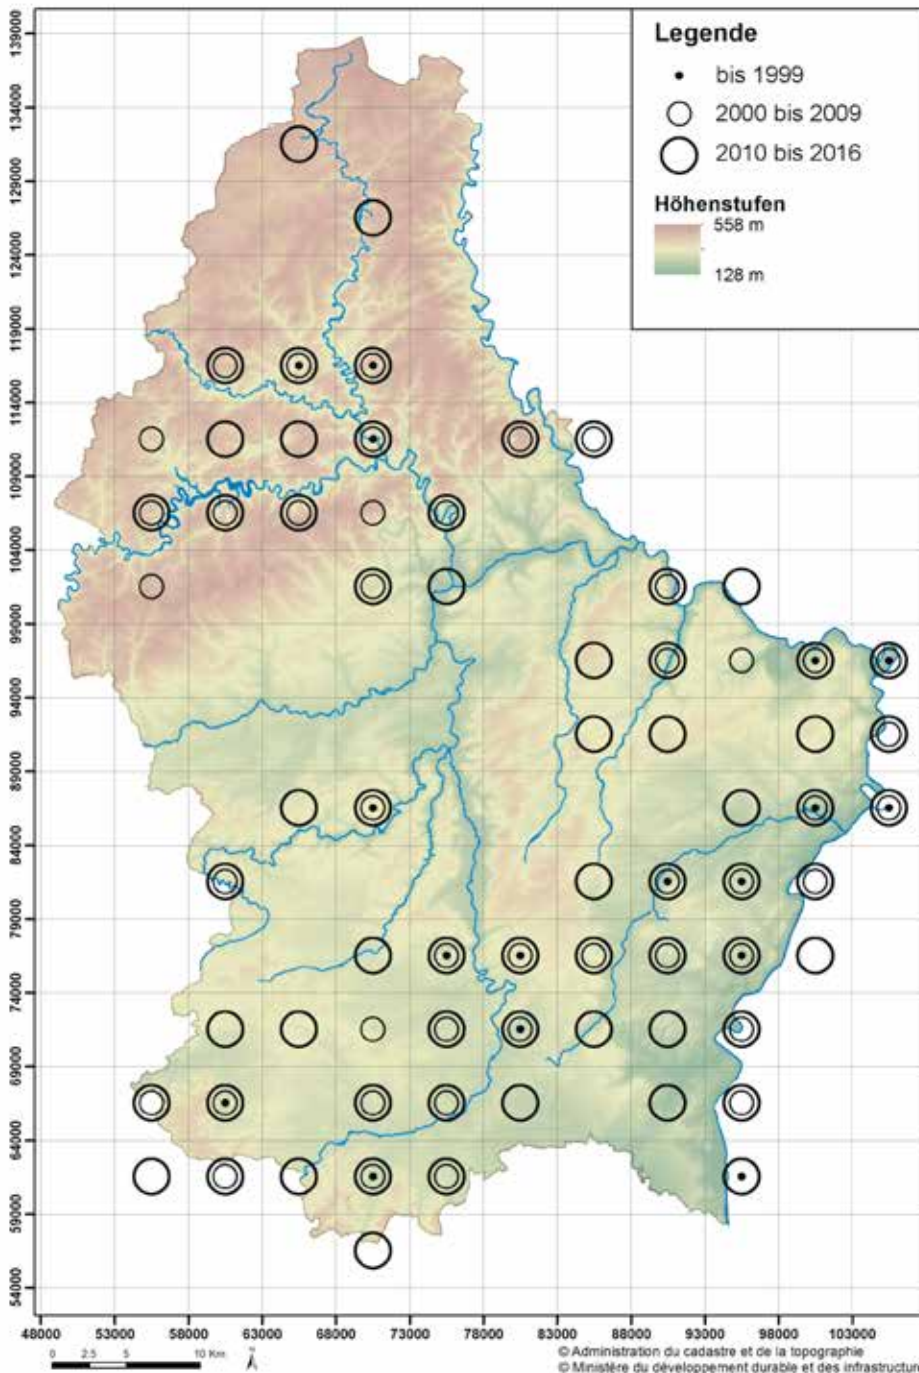 Legende
bis 1999
2000 bis 2009
2010 bis 2016
Höhenstufen
558 m
128 m
139000
134000
129000
124000
119000
114000
109000
104000
99000
94000
89000
84000
79000
74000
69000
64000
59000
54000
48000 53000 58000 63000 68000 73000 78000 83000 88000 93000 98000 103000
0 2.5 5 10 Km
N
© Administration du cadastre et de la topographie
© Ministère du développement durable et des infrastructure